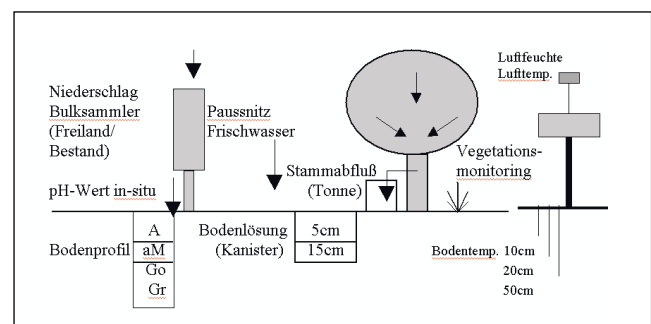 Niederschlag
Bulksammler
(Freiland/
Bestand)
Paussnitz
Frischwasser
Luftfeuchte
Lufttemp.
Stammabfluß
(Tonne)
Vegetations-
monitoring
pH-Wert in-situ
Bodenprofil
A
aM
Go
Gr
Bodenlösung
(Kanister)
5cm
15cm
Bodentemp. 10cm
20cm
50cm